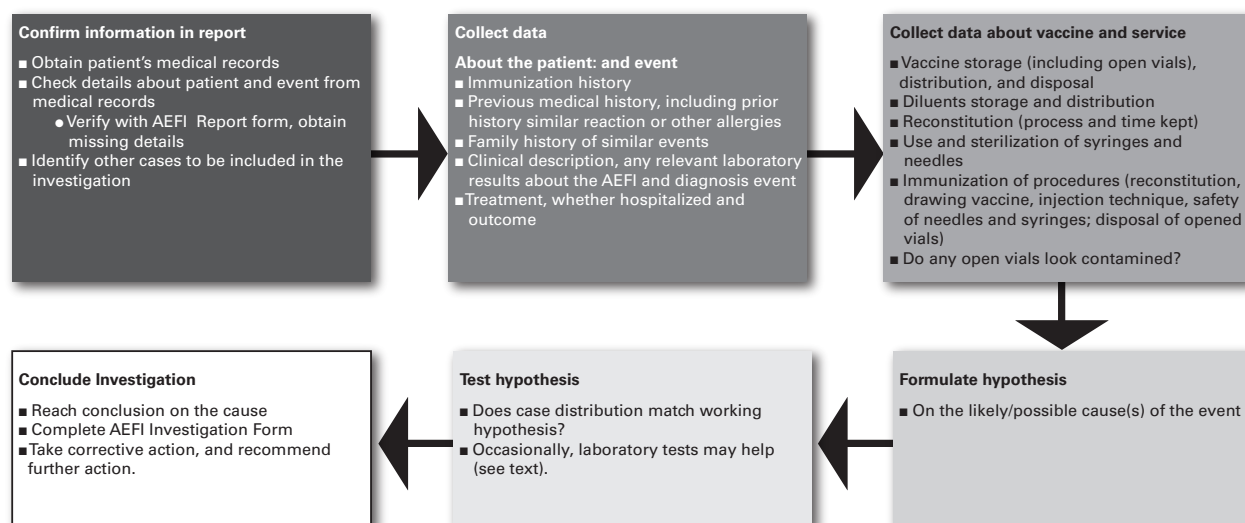 Confirm information in report
■ Obtain patient's medical records
■ Check details about patient and event from
medical records
● Verify with AEFI Report form, obtain
missing details
■ Identify other cases to be included in the
investigation
Collect data
About the patient: and event
■ Immunization history
■ Previous medical history, including prior
history similar reaction or other allergies
■ Family history of similar events
■ Clinical description, any relevant laboratory
results about the AEFI and diagnosis event
■ Treatment, whether hospitalized and
outcome
Collect data about vaccine and service
■ Vaccine storage (including open vials),
distribution, and disposal
■ Diluents storage and distribution
■ Reconstitution (process and time kept)
■ Use and sterilization of syringes and
needles
■ Immunization of procedures (reconstitution,
drawing vaccine, injection technique, safety
of needles and syringes; disposal of opened
vials)
■ Do any open vials look contaminated?
Formulate hypothesis
■ On the likely/possible cause(s) of the event
Test hypothesis
■ Does case distribution match working
hypothesis?
■ Occasionally, laboratory tests may help
(see text).
Conclude Investigation
■ Reach conclusion on the cause
■ Complete AEFI Investigation Form
■ Take corrective action, and recommend
further action.